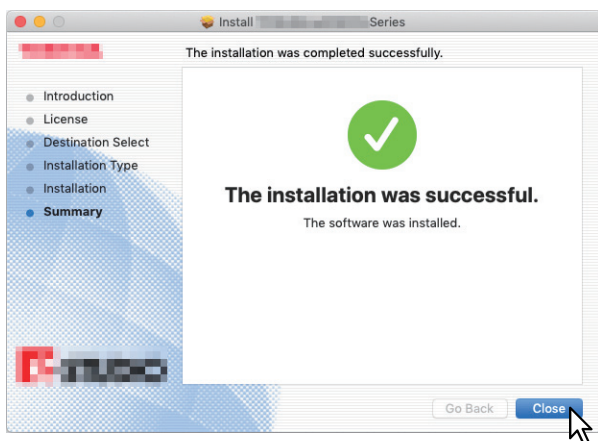 Install Series
The installation was completed successfully.
Introduction
License
Destination Select
Installation Type
Installation
Summary
The installation was successful.
The software was installed.
Go Back
Close